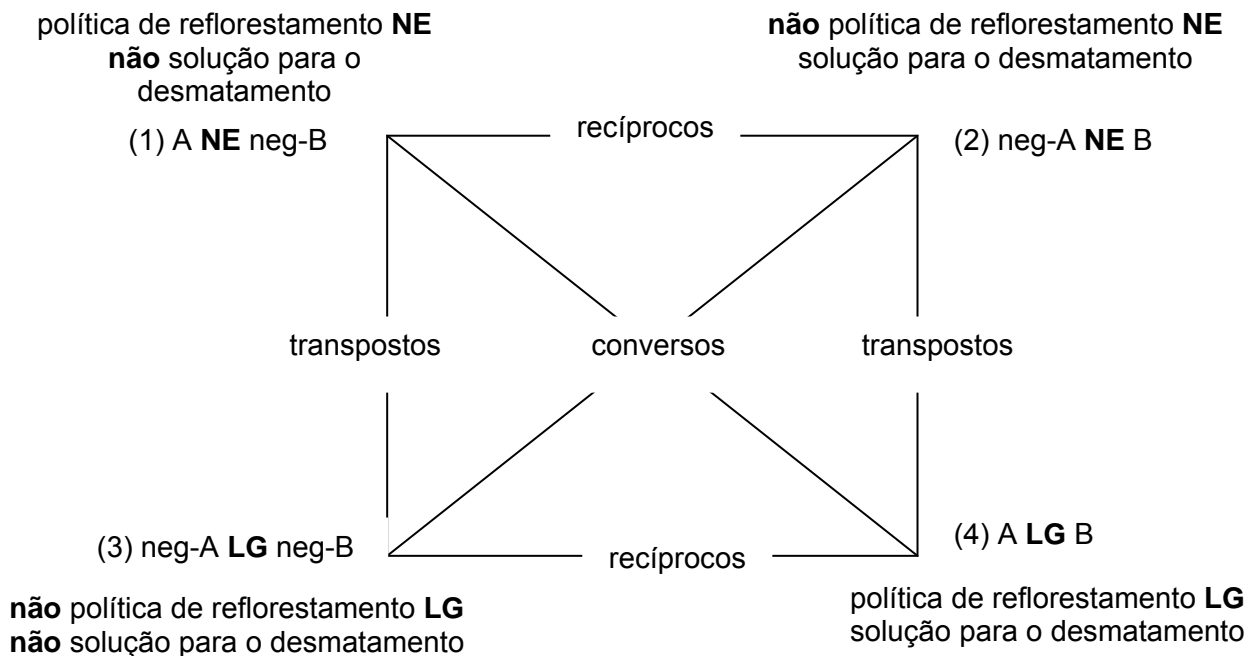 política de reflorestamento NE
não solução para o
desmatamento
não política de reflorestamento NE
solução para o desmatamento
(1) A NE neg-B
recíprocos
(2) neg-A NE B
transpostos
conversos
transpostos
(3) neg-A LG neg-B
recíprocos
(4) A LG B
não política de reflorestamento LG
não solução para o desmatamento
política de reflorestamento LG
solução para o desmatamento